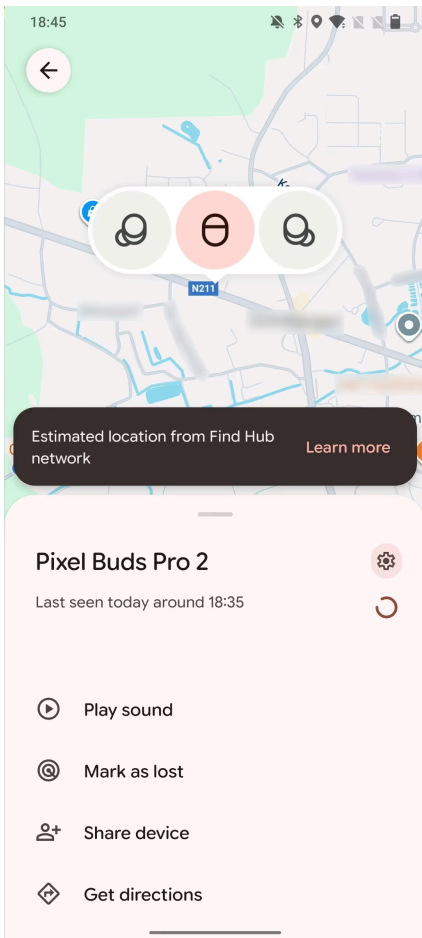 18:45
N211
Estimated location from Find Hub
network
Learn more
Pixel Buds Pro 2
Last seen today around 18:35
Play sound
Mark as lost
Share device
Get directions